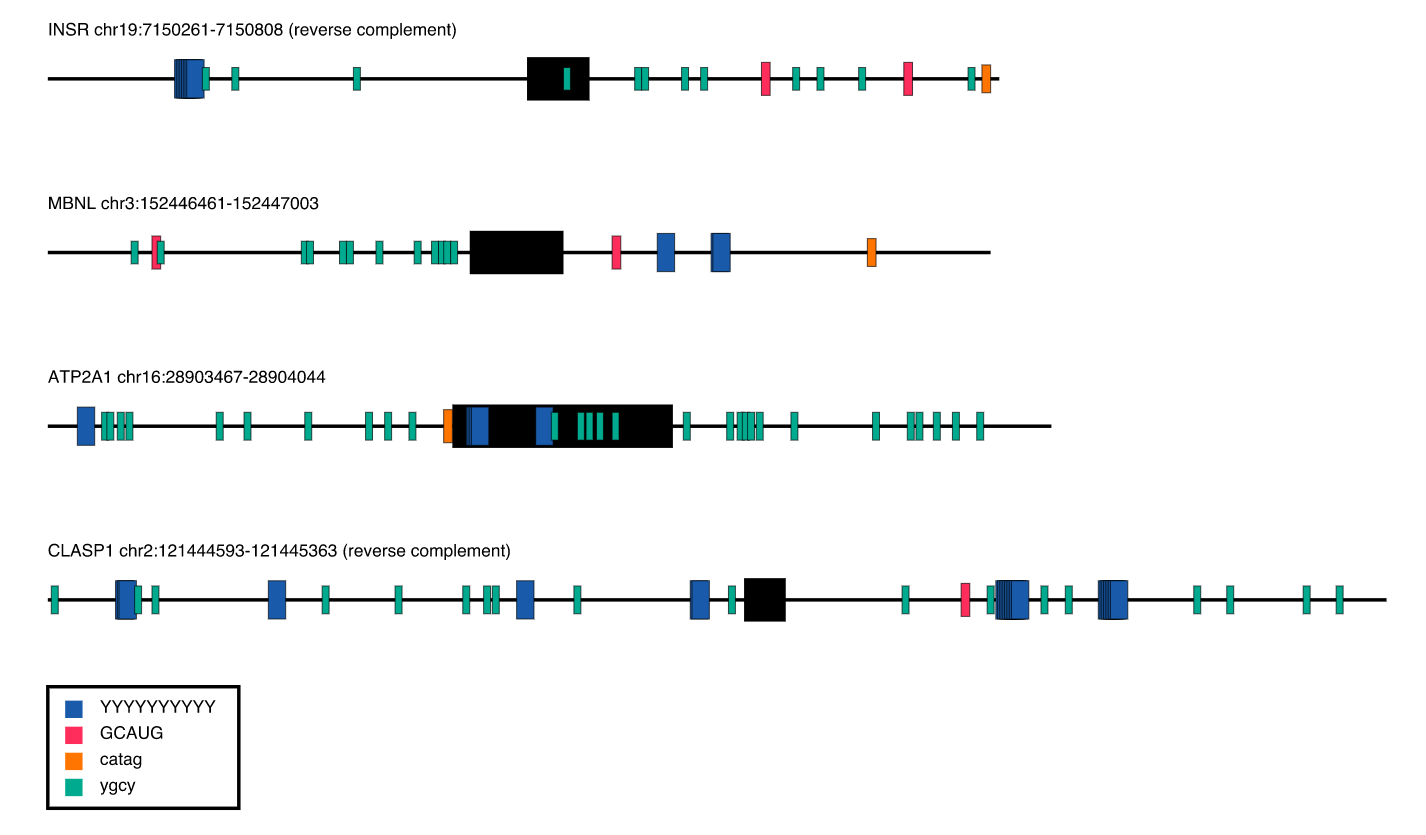 INSR chr19:7150261-7150808 (reverse complement)
MBNL chr3:152446461-152447003
ATP2A1 chr16:28903467-28904044
CLASP1 chr2:121444593-121445363 (reverse complement)
YYYYYYYYYY
GCAUG
catag
ygcy